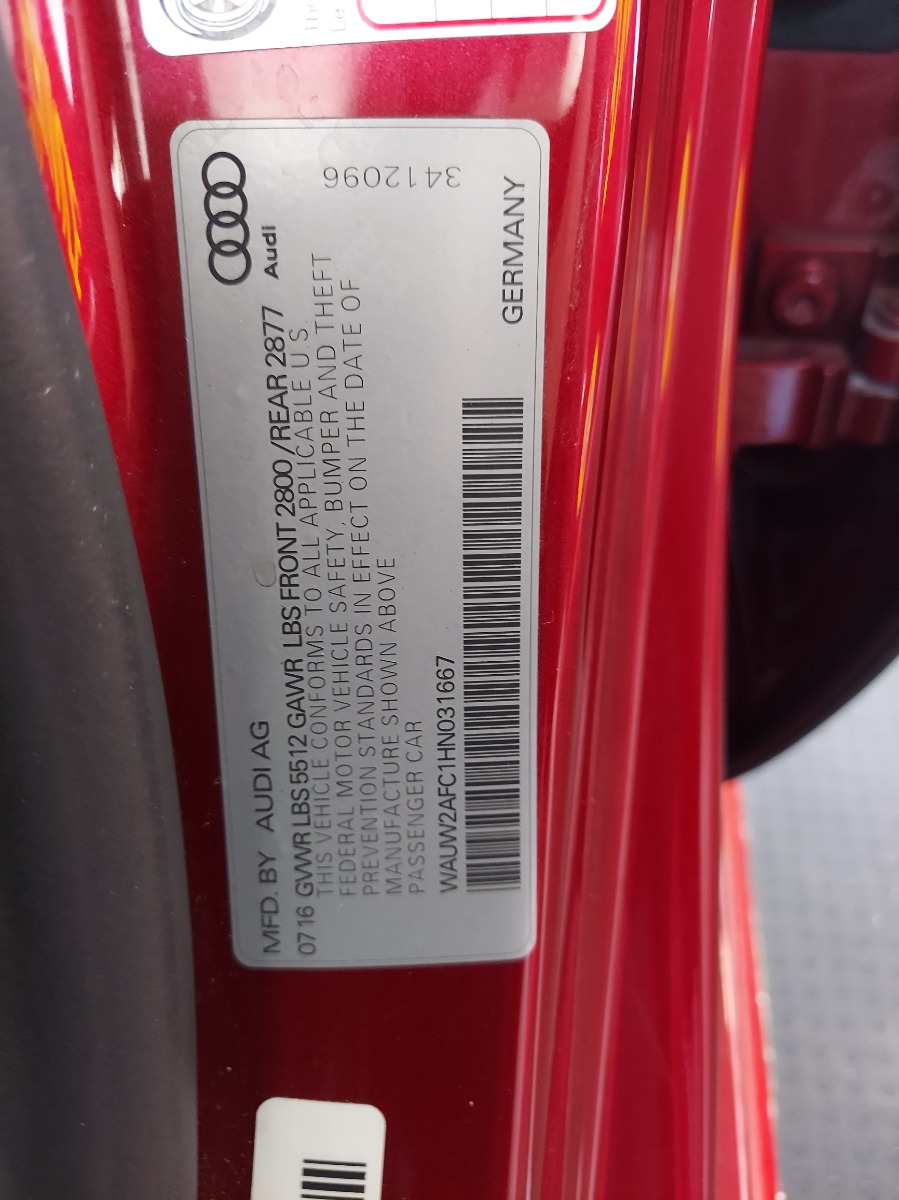 MFD. BY AUDI AG
Audi
07 16 GVWR LBS 5512 GAWR LBS FRONT 2800 /REAR 2877
THIS VEHICLE CONFORMS TO ALL APPLICABLE U S
FEDERAL MOTOR VEHICLE SAFETY, BUMPER AND THEFT
PREVENTION STANDARDS IN EFFECT ON THE DATE OF
MANUFACTURE SHOWN ABOVE
PASSENGER CAR
WAUW2AFC1HN031667
GERMANY
3412096